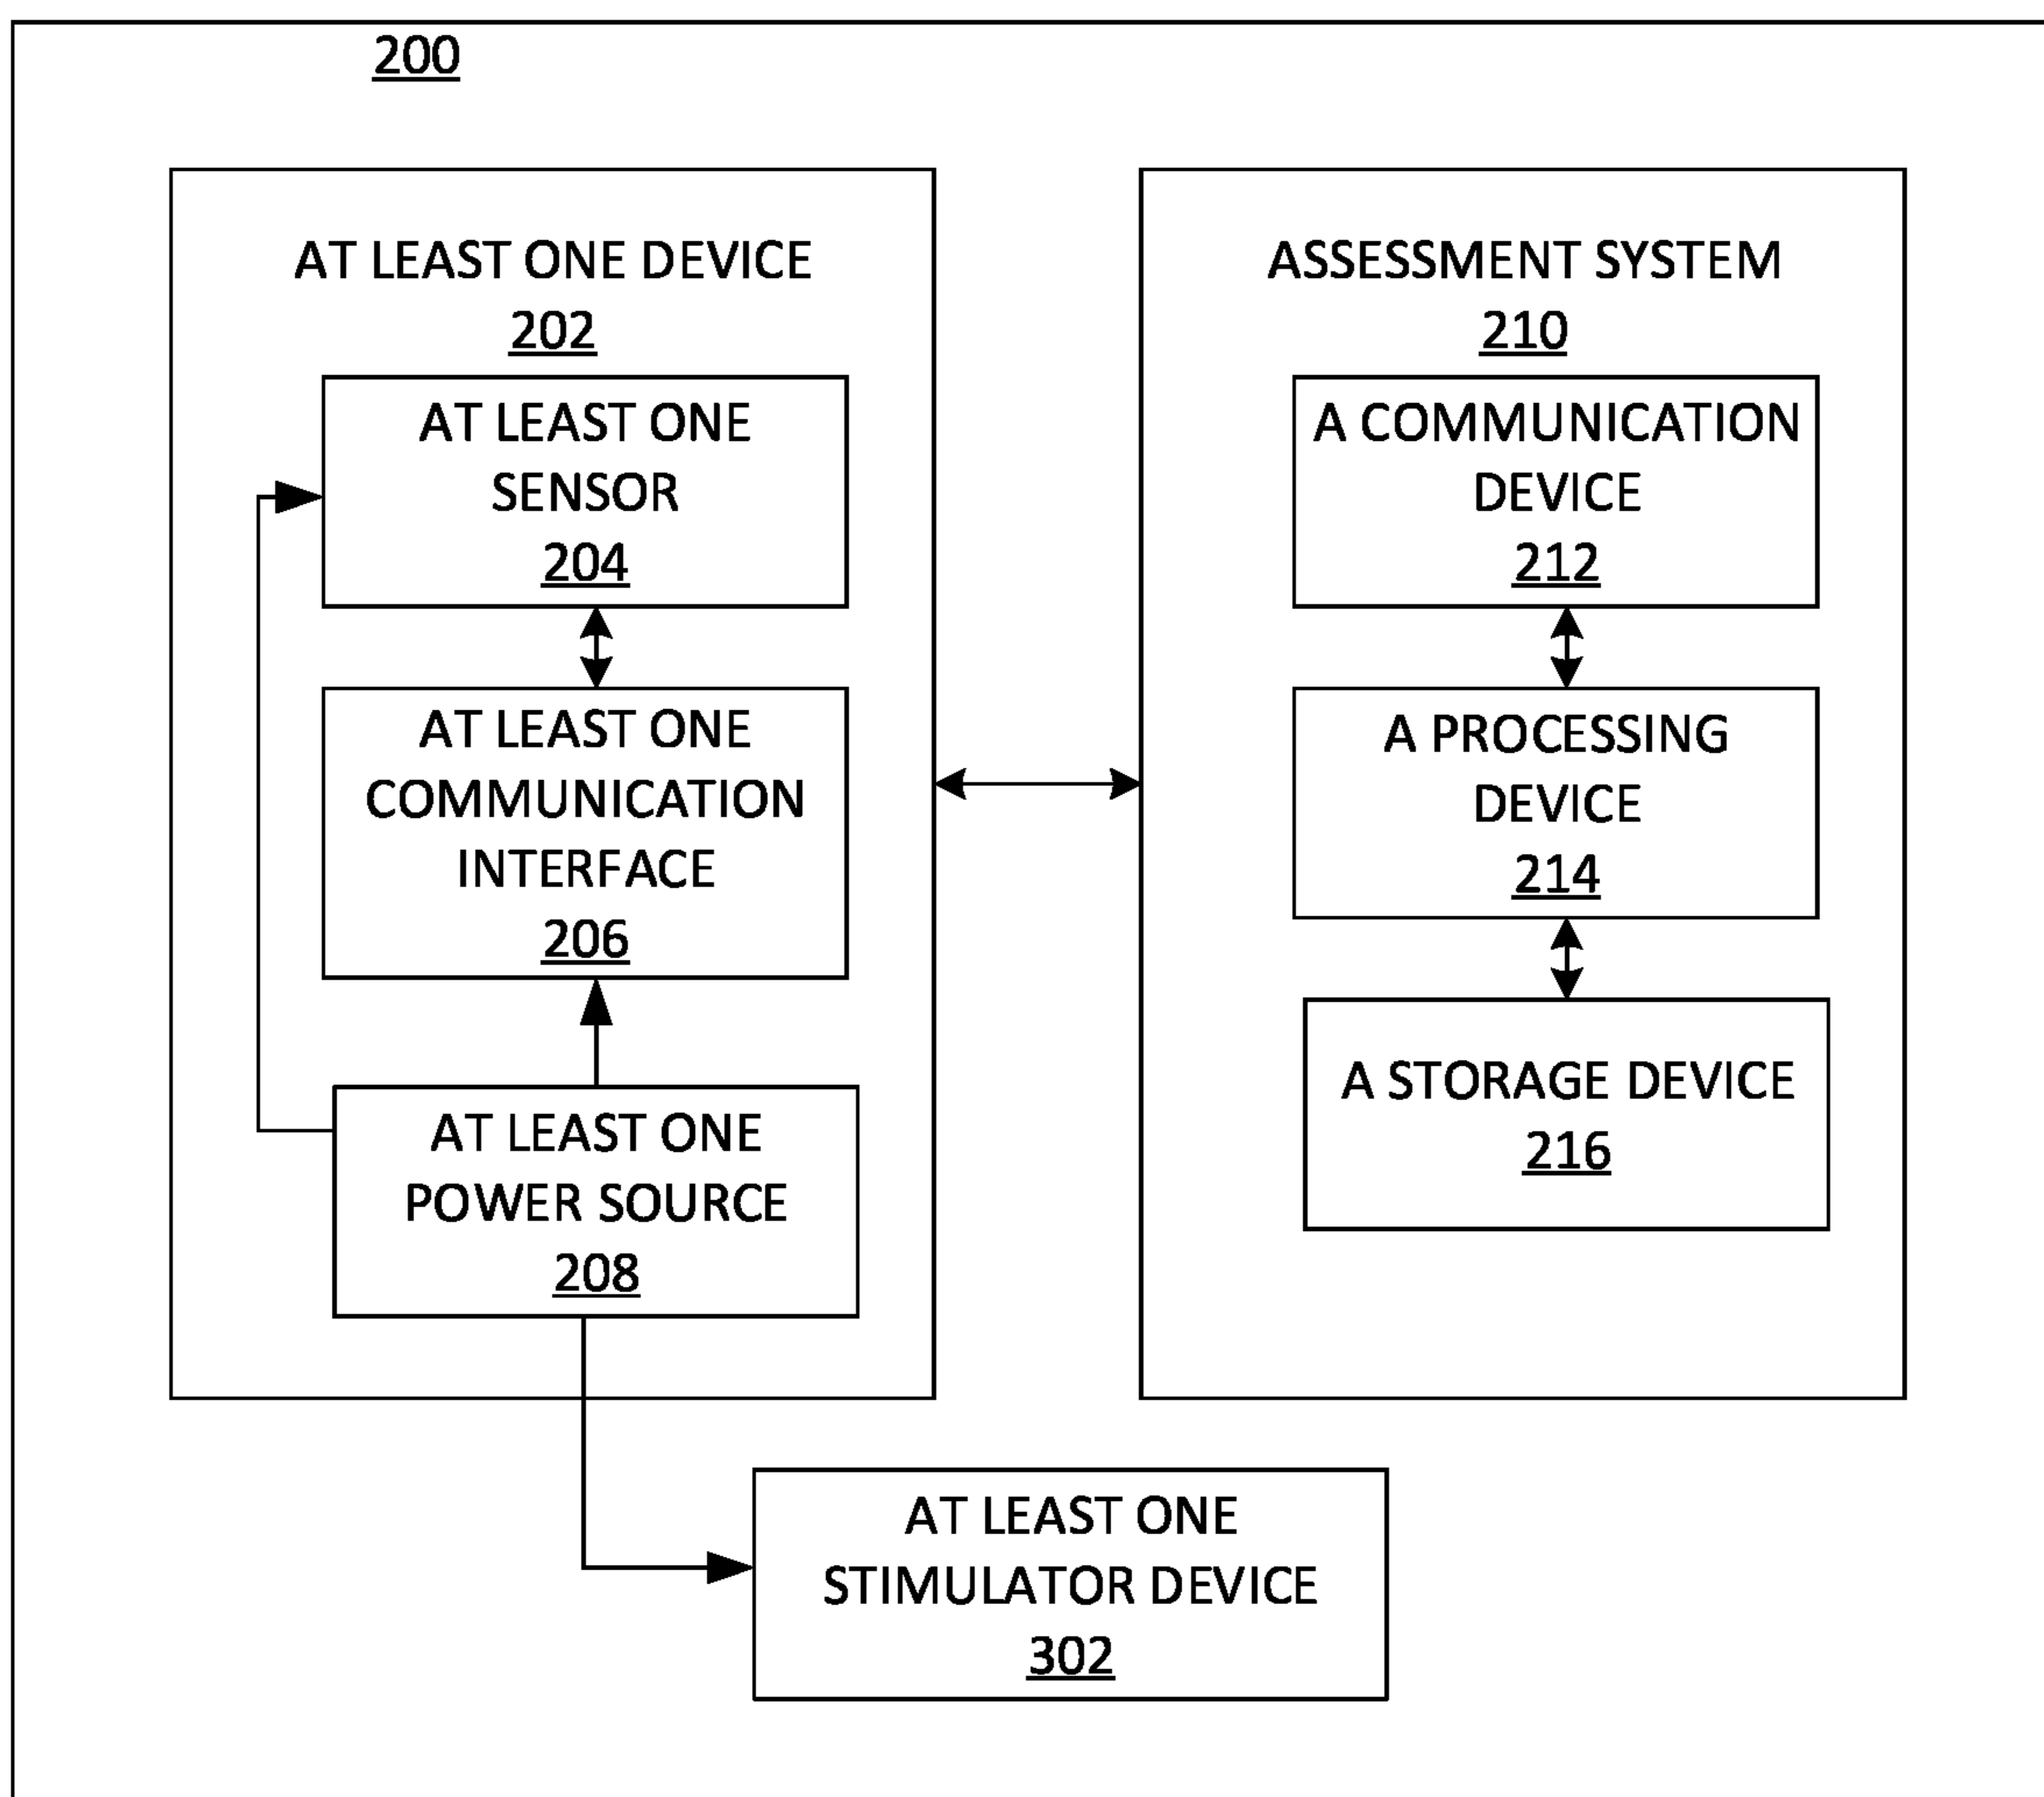 200
AT LEAST ONE DEVICE
202
AT LEAST ONE
SENSOR
204
AT LEAST ONE
COMMUNICATION
INTERFACE
206
AT LEAST ONE
POWER SOURCE
208
ASSESSMENT SYSTEM
210
A COMMUNICATION
DEVICE
212
A PROCESSING
DEVICE
214
A STORAGE DEVICE
216
AT LEAST ONE
STIMULATOR DEVICE
302